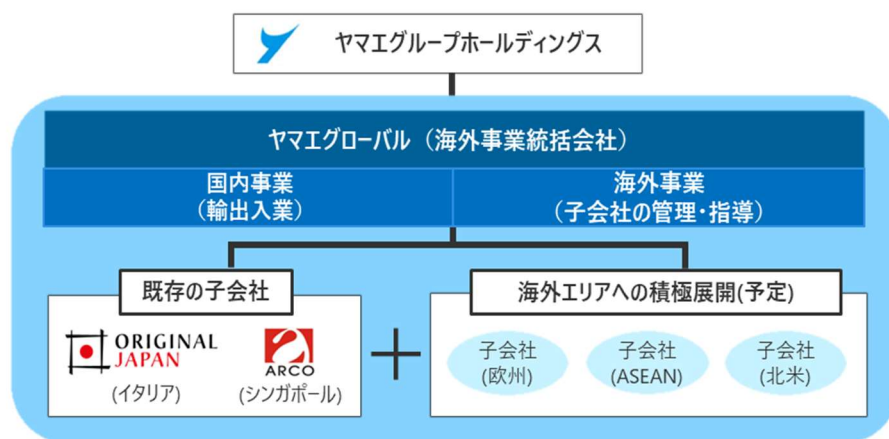 ヤマエグループホールディングス
ヤマエグローバル（海外事業統括会社）
国内事業
（輸出入業）
海外事業
（子会社の管理・指導）
既存の子会社
海外エリアへの積極展開(予定)
ORIGINAL
JAPAN
(イタリア)
ARCO
(シンガポール)
＋
子会社
(欧州)
子会社
(ASEAN)
子会社
(北米)